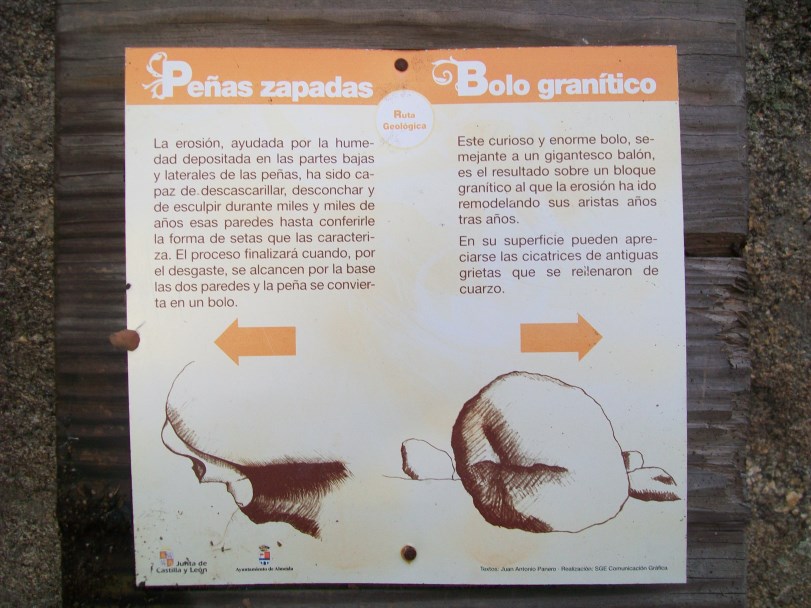 Peñas zapadas
La erosión, ayudada por la hume-
dad depositada en las partes bajas
y laterales de las peñas, ha sido ca-
paz de descascarillar, desconchar y
de esculpir durante miles y miles de
años esas paredes hasta conferirle
la forma de setas que las caracteri-
za. El proceso finalizará cuando, por
el desgaste, se alcancen por la base
las dos paredes y la peña se convier-
ta en un bolo.
Ruta
Geológica
Bolo granítico
Este curioso y enorme bolo, se-
mejante a un gigantesco balón,
es el resultado sobre un bloque
granítico al que la erosión ha ido
remodelando sus aristas años
tras años.
En su superficie pueden apre-
ciarse las cicatrices de antiguas
grietas que se rellenaron de
cuarzo.
Junta de
Castilla y León
Ayuntamiento de Almeida
Textos: Juan Antonio Panero · Realización: SGE Comunicación Gráfica